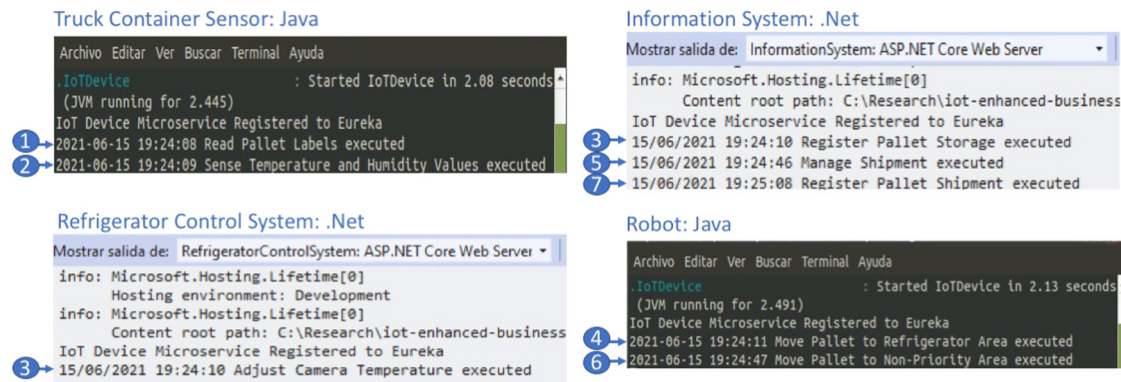 Truck Container Sensor: Java
Archivo Editar Ver Buscar Terminal Ayuda
.IoTDevice : Started IoTDevice in 2.08 seconds
(JVM running for 2.445)
IoT Device Microservice Registered to Eureka
1 2021-06-15 19:24:08 Read Pallet Labels executed
2 2021-06-15 19:24:09 Sense Temperature and Humidity Values executed
Information System: .Net
Mostrar salida de: InformationSystem: ASP.NET Core Web Server
info: Microsoft.Hosting.Lifetime[0]
Content root path: C:\Research\iot-enhanced-business
IoT Device Microservice Registered to Eureka
3 15/06/2021 19:24:10 Register Pallet Storage executed
5 15/06/2021 19:24:46 Manage Shipment executed
7 15/06/2021 19:25:08 Register Pallet Shipment executed
Refrigerator Control System: .Net
Mostrar salida de: RefrigeratorControlSystem: ASP.NET Core Web Server
info: Microsoft.Hosting.Lifetime[0]
Hosting environment: Development
info: Microsoft.Hosting.Lifetime[0]
Content root path: C:\Research\iot-enhanced-business
IoT Device Microservice Registered to Eureka
3 15/06/2021 19:24:10 Adjust Camera Temperature executed
Robot: Java
Archivo Editar Ver Buscar Terminal Ayuda
.IoTDevice : Started IoTDevice in 2.13 seconds
(JVM running for 2.491)
IoT Device Microservice Registered to Eureka
4 2021-06-15 19:24:11 Move Pallet to Refrigerator Area executed
6 2021-06-15 19:24:47 Move Pallet to Non-Priority Area executed